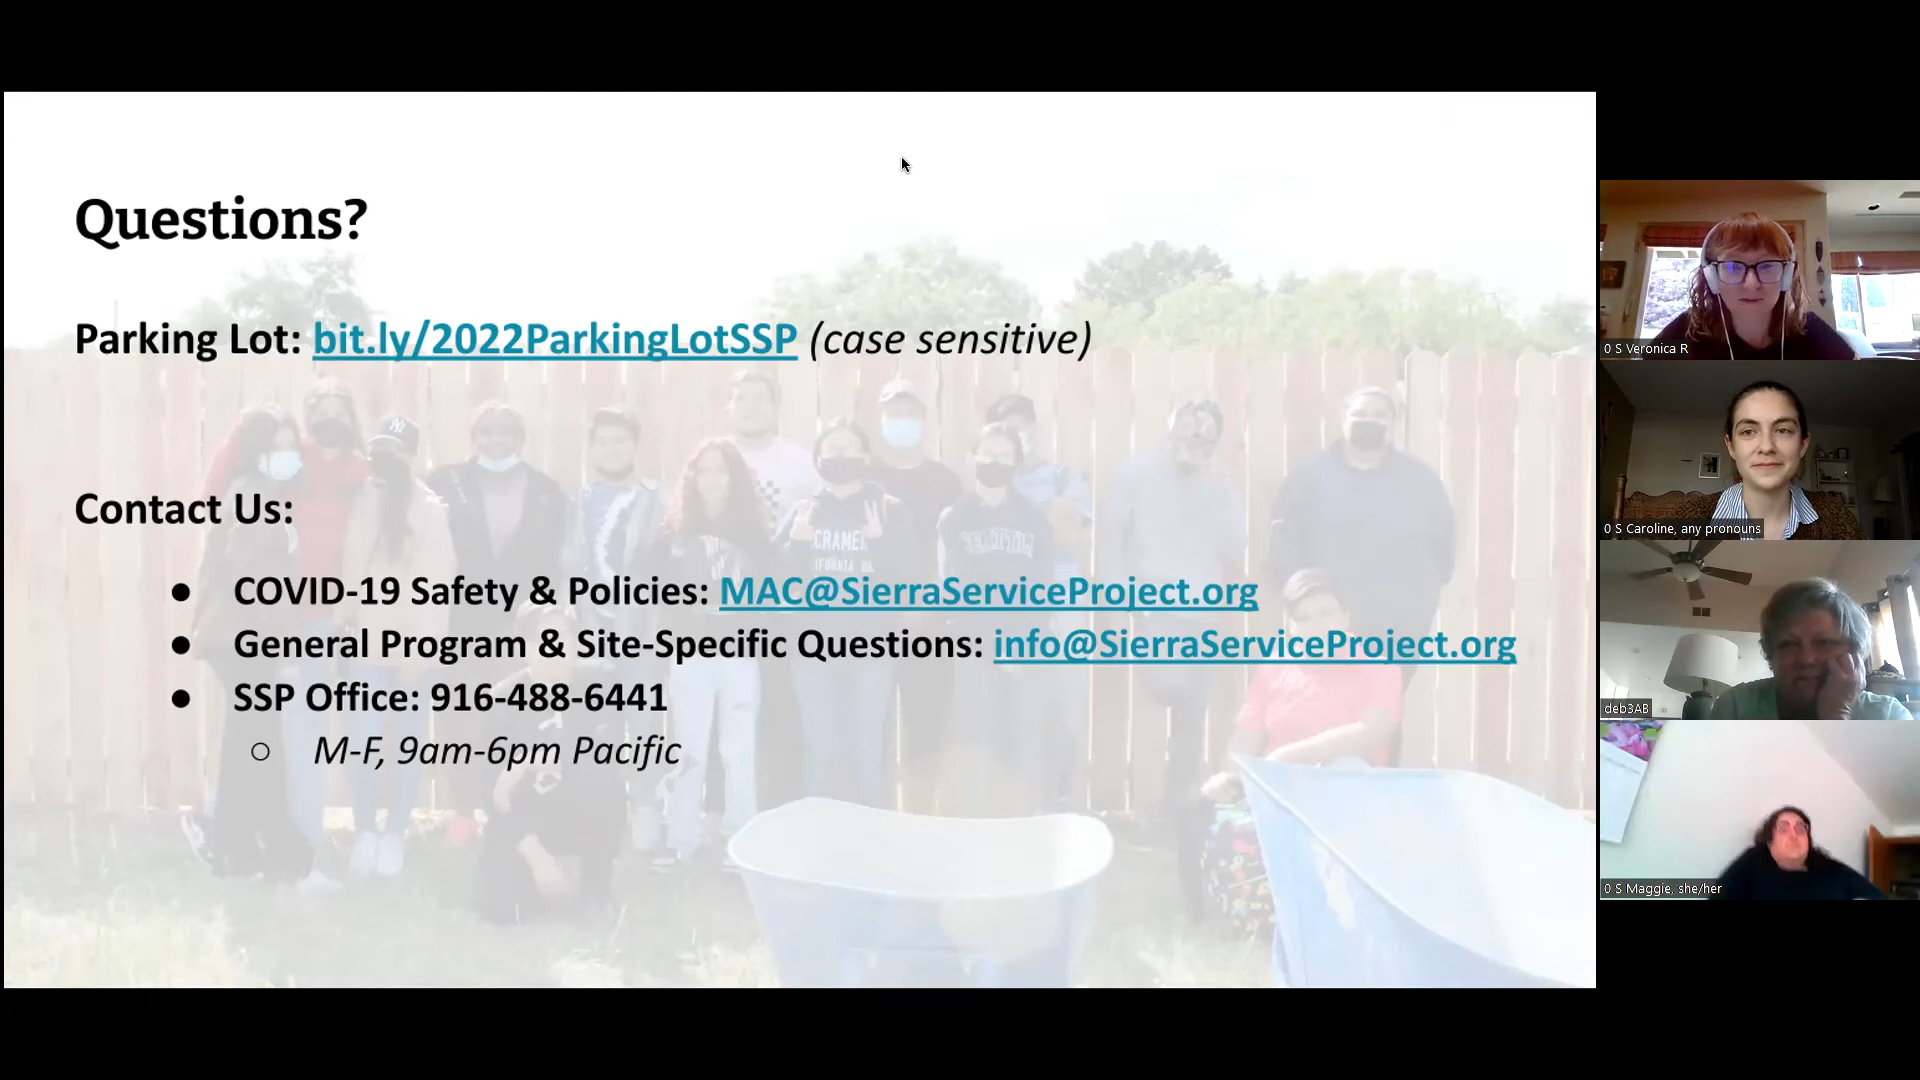 Questions?
Parking Lot: bit.ly/2022ParkingLotSSP (case sensitive)
Contact Us:
● COVID-19 Safety & Policies: MAC@SierraServiceProject.org
● General Program & Site-Specific Questions: info@SierraServiceProject.org
● SSP Office: 916-488-6441
○ M-F, 9am-6pm Pacific
0 S Veronica R
0 S Caroline, any pronouns
deb3AB
0 S Maggie, she/her